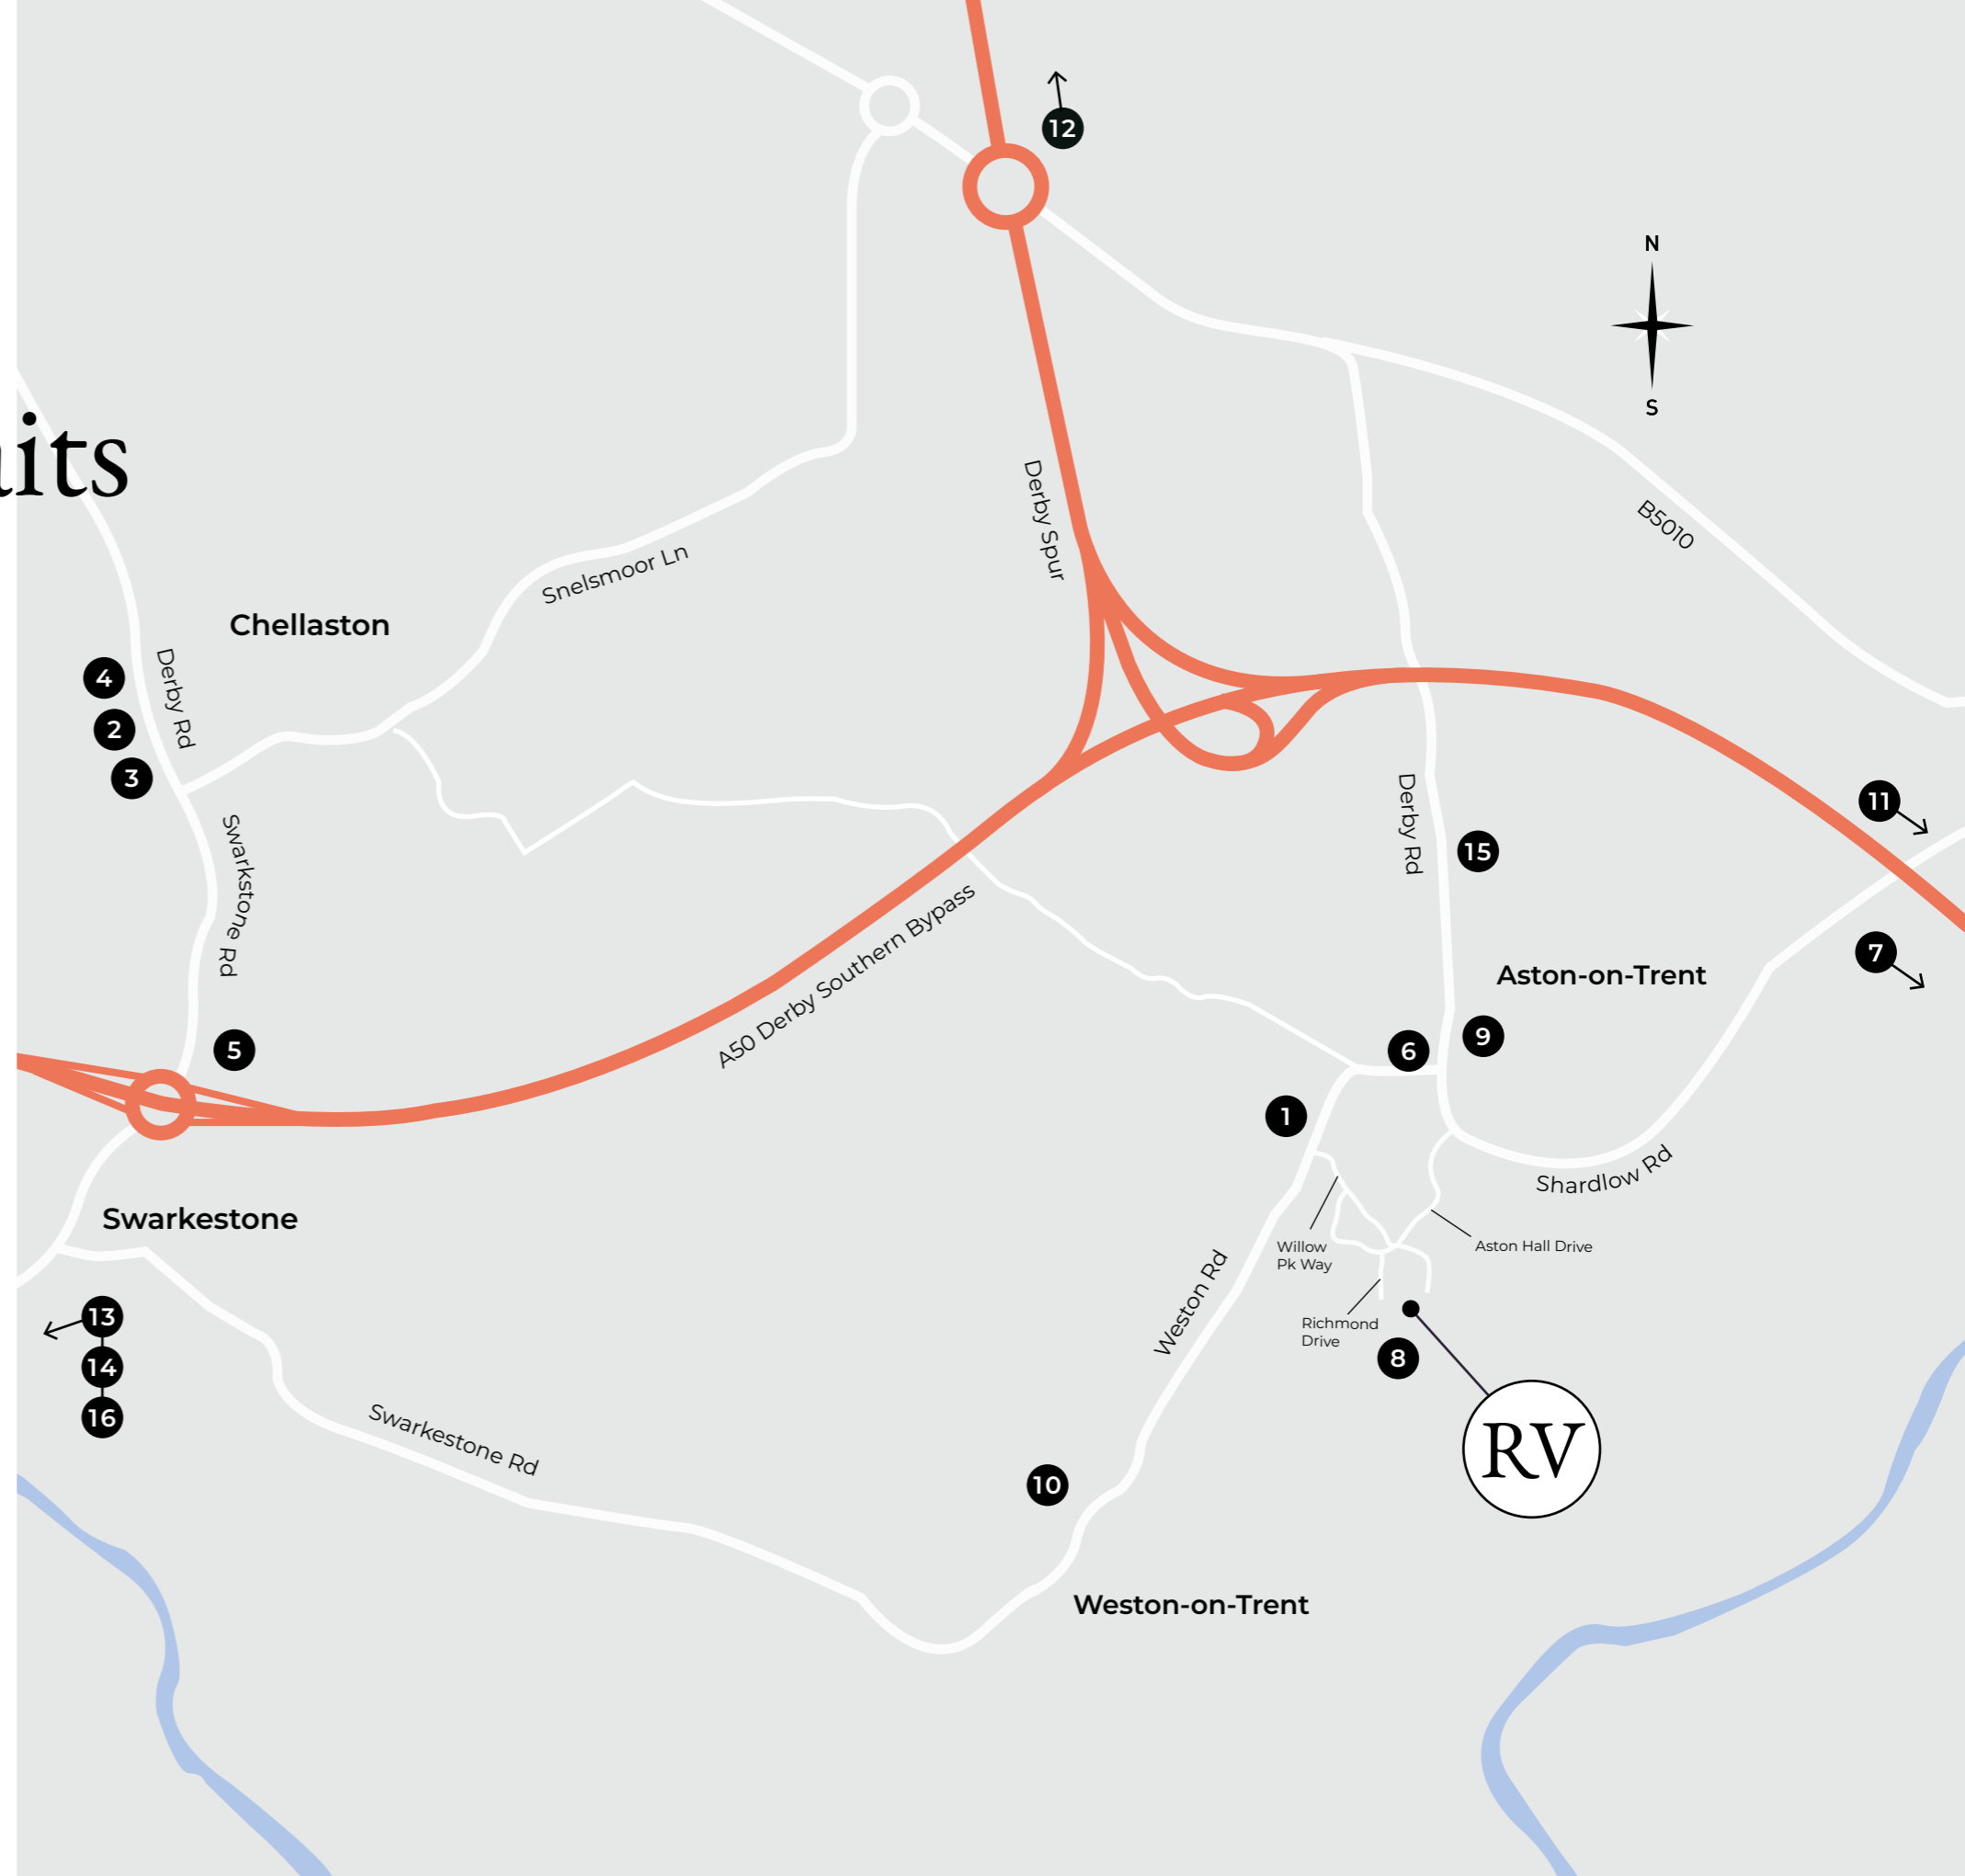 12
N
S
its
Derby Spur
B5010
Snelsmoor Ln
Chellaston
4
Derby Rd
2
3
Derby Rd
11
Swarkstone Rd
15
A50 Derby Southern Bypass
7
Aston-on-Trent
5
6
9
1
Shardlow Rd
Swarkestone
Willow
Pk Way
Aston Hall Drive
Weston Rd
Richmond
Drive
13
14
16
8
RV
Swarkestone Rd
10
Weston-on-Trent